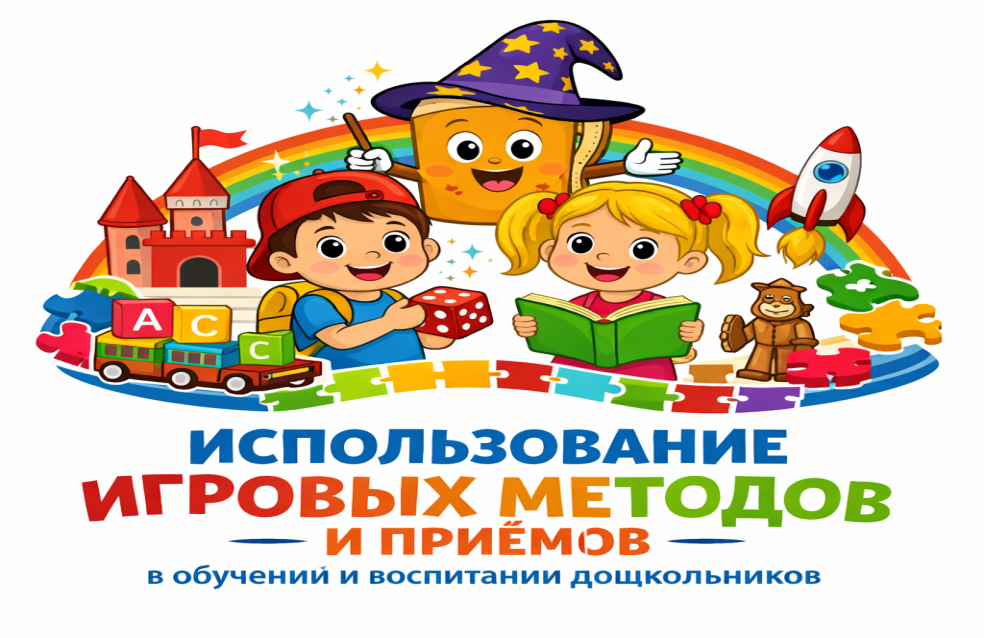 A C
C
ИСПОЛЬЗОВАНИЕ
ИГРОВЫХ МЕТОДОВ
И ПРИЁМОВ
в обучений и воспитании дощкольников